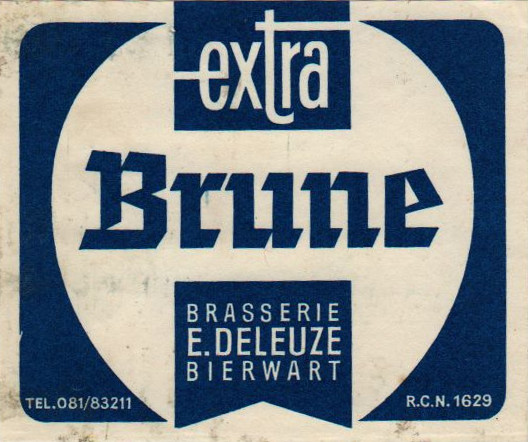 extra
Brune
BRASSERIE
E. DELEUZE
BIERWART
TEL.081/83211
R.C.N. 1629